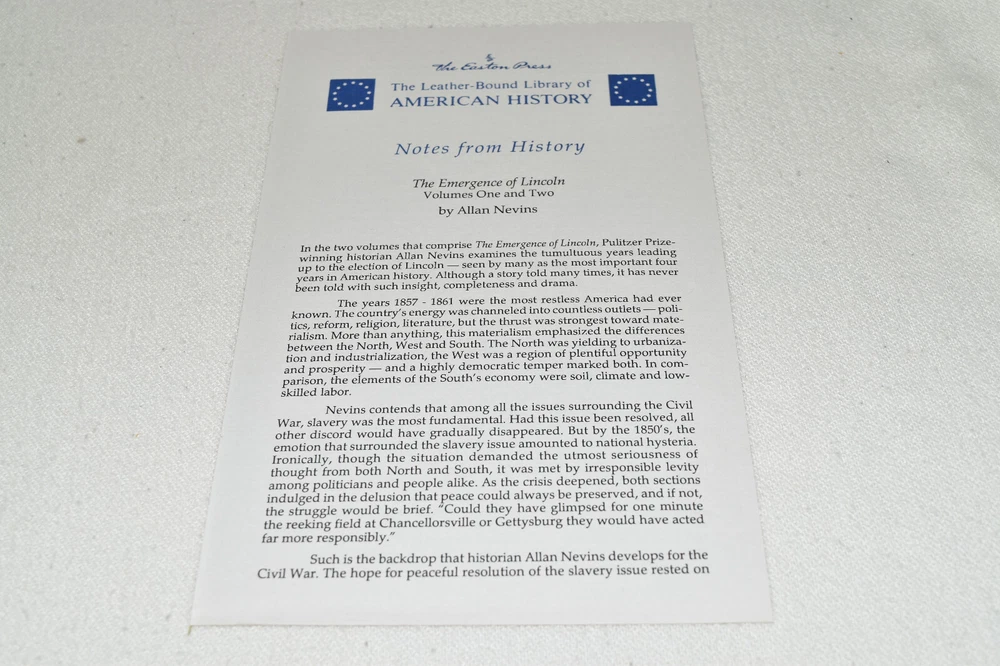 The Easton Press
The Leather-Bound Library of
AMERICAN HISTORY
Notes from History
The Emergence of Lincoln
Volumes One and Two
by Allan Nevins
In the two volumes that comprise The Emergence of Lincoln, Pulitzer Prize-
winning historian Allan Nevins examines the tumultuous years leading
up to the election of Lincoln — seen by many as the most important four
years in American history. Although a story told many times, it has never
been told with such insight, completeness and drama.
The years 1857 - 1861 were the most restless America had ever
known. The country's energy was channeled into countless outlets — poli-
tics, reform, religion, literature, but the thrust was strongest toward mate-
rialism. More than anything, this materialism emphasized the differences
between the North, West and South. The North was yielding to urbaniza-
tion and industrialization, the West was a region of plentiful opportunity
and prosperity — and a highly democratic temper marked both. In com-
parison, the elements of the South's economy were soil, climate and low-
skilled labor.
Nevins contends that among all the issues surrounding the Civil
War, slavery was the most fundamental. Had this issue been resolved, all
other discord would have gradually disappeared. But by the 1850's, the
emotion that surrounded the slavery issue amounted to national hysteria.
Ironically, though the situation demanded the utmost seriousness of
thought from both North and South, it was met by irresponsible levity
among politicians and people alike. As the crisis deepened, both sections
indulged in the delusion that peace could always be preserved, and if not,
the struggle would be brief. "Could they have glimpsed for one minute
the reeking field at Chancellorsville or Gettysburg they would have acted
far more responsibly."
Such is the backdrop that historian Allan Nevins develops for the
Civil War. The hope for peaceful resolution of the slavery issue rested on